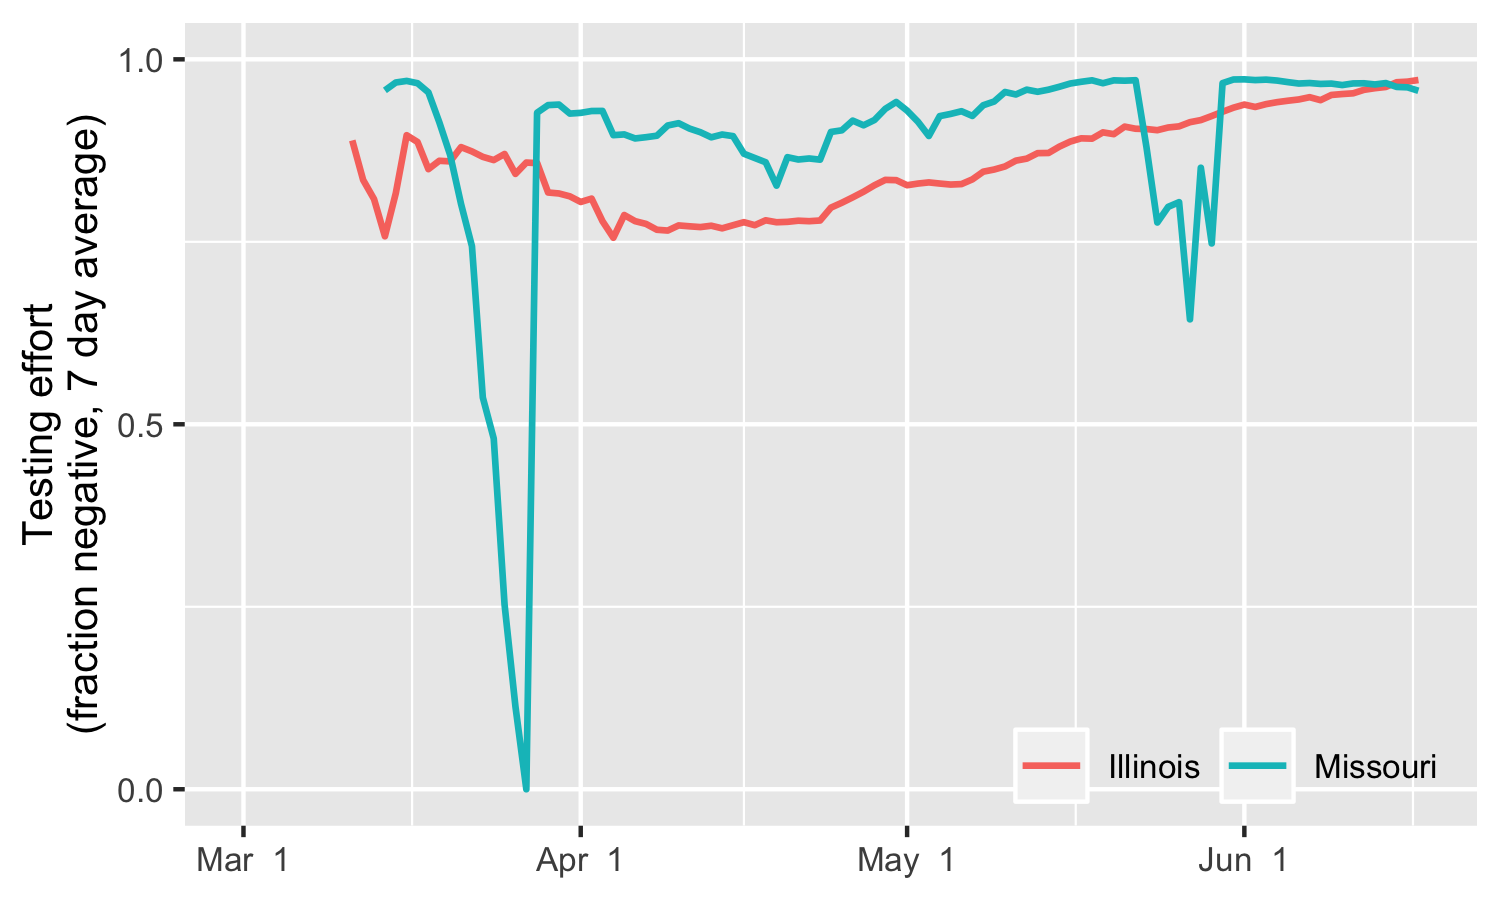 Testing effort
(fraction negative, 7 day average)
1.0
0.5
0.0
Mar 1
Apr 1
May 1
Jun 1
Illinois
Missouri